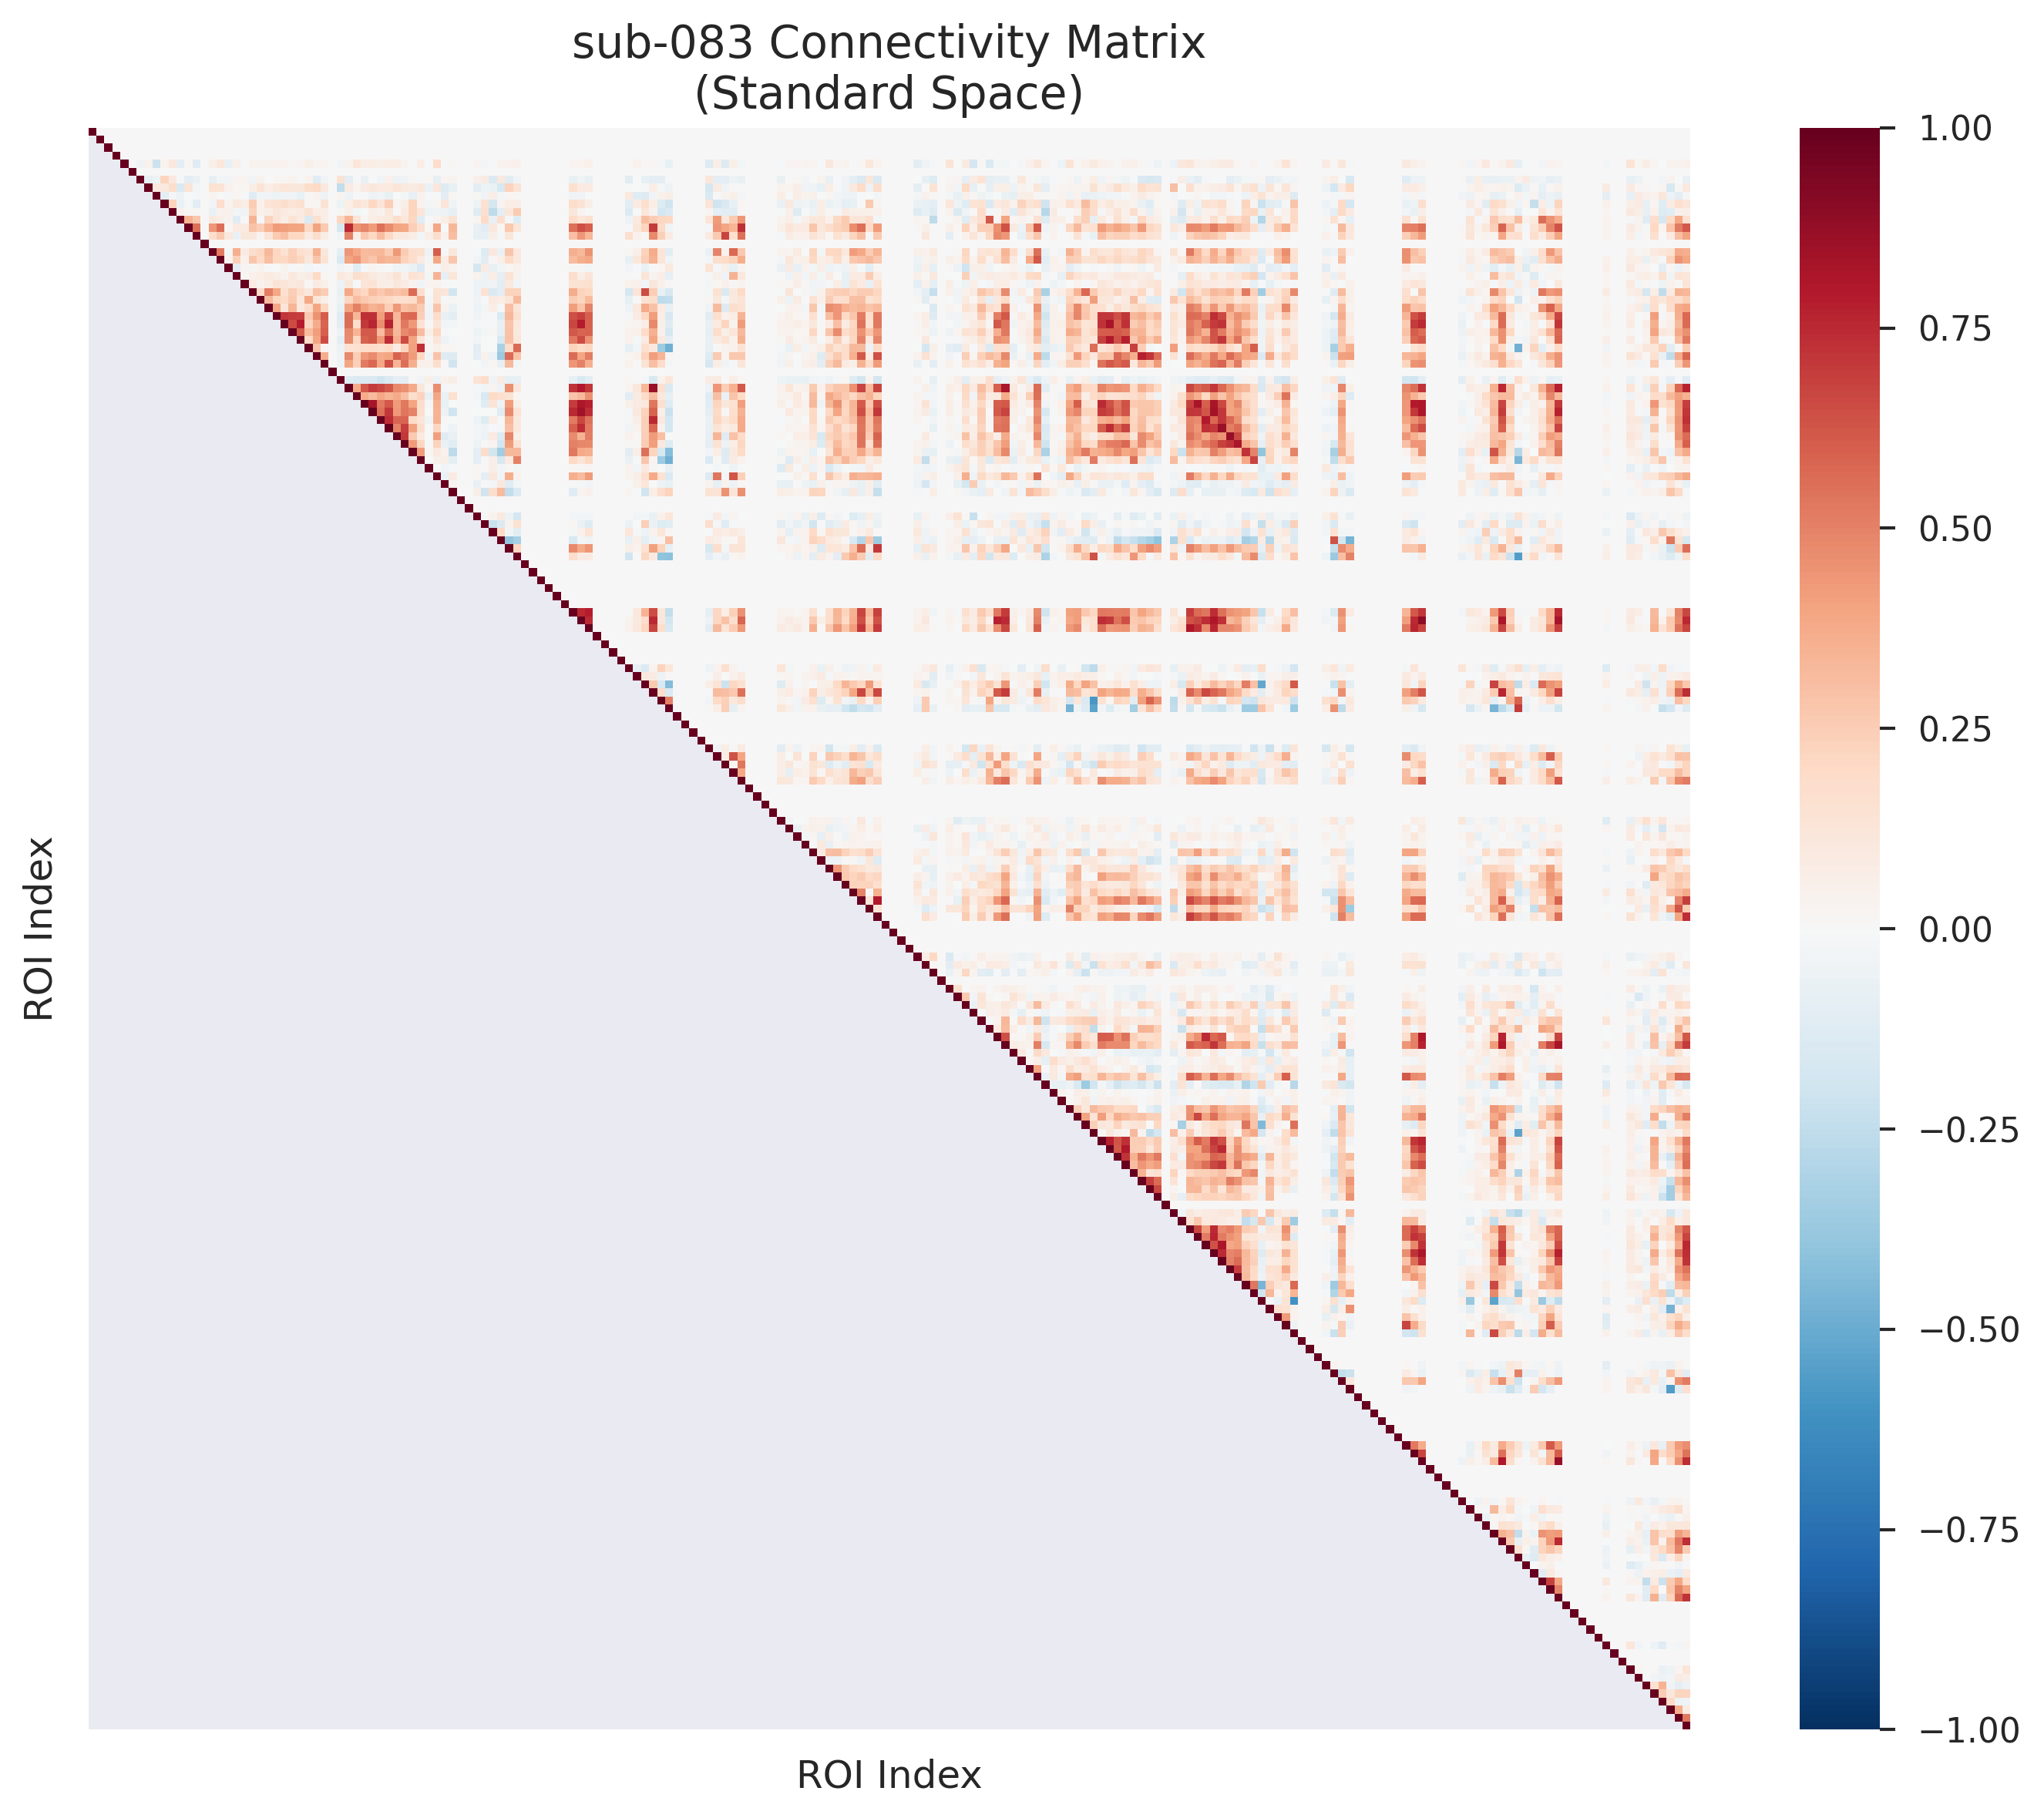 sub-083 Connectivity Matrix
(Standard Space)
ROI Index
ROI Index
1.00
0.75
0.50
0.25
0.00
−0.25
−0.50
−0.75
−1.00